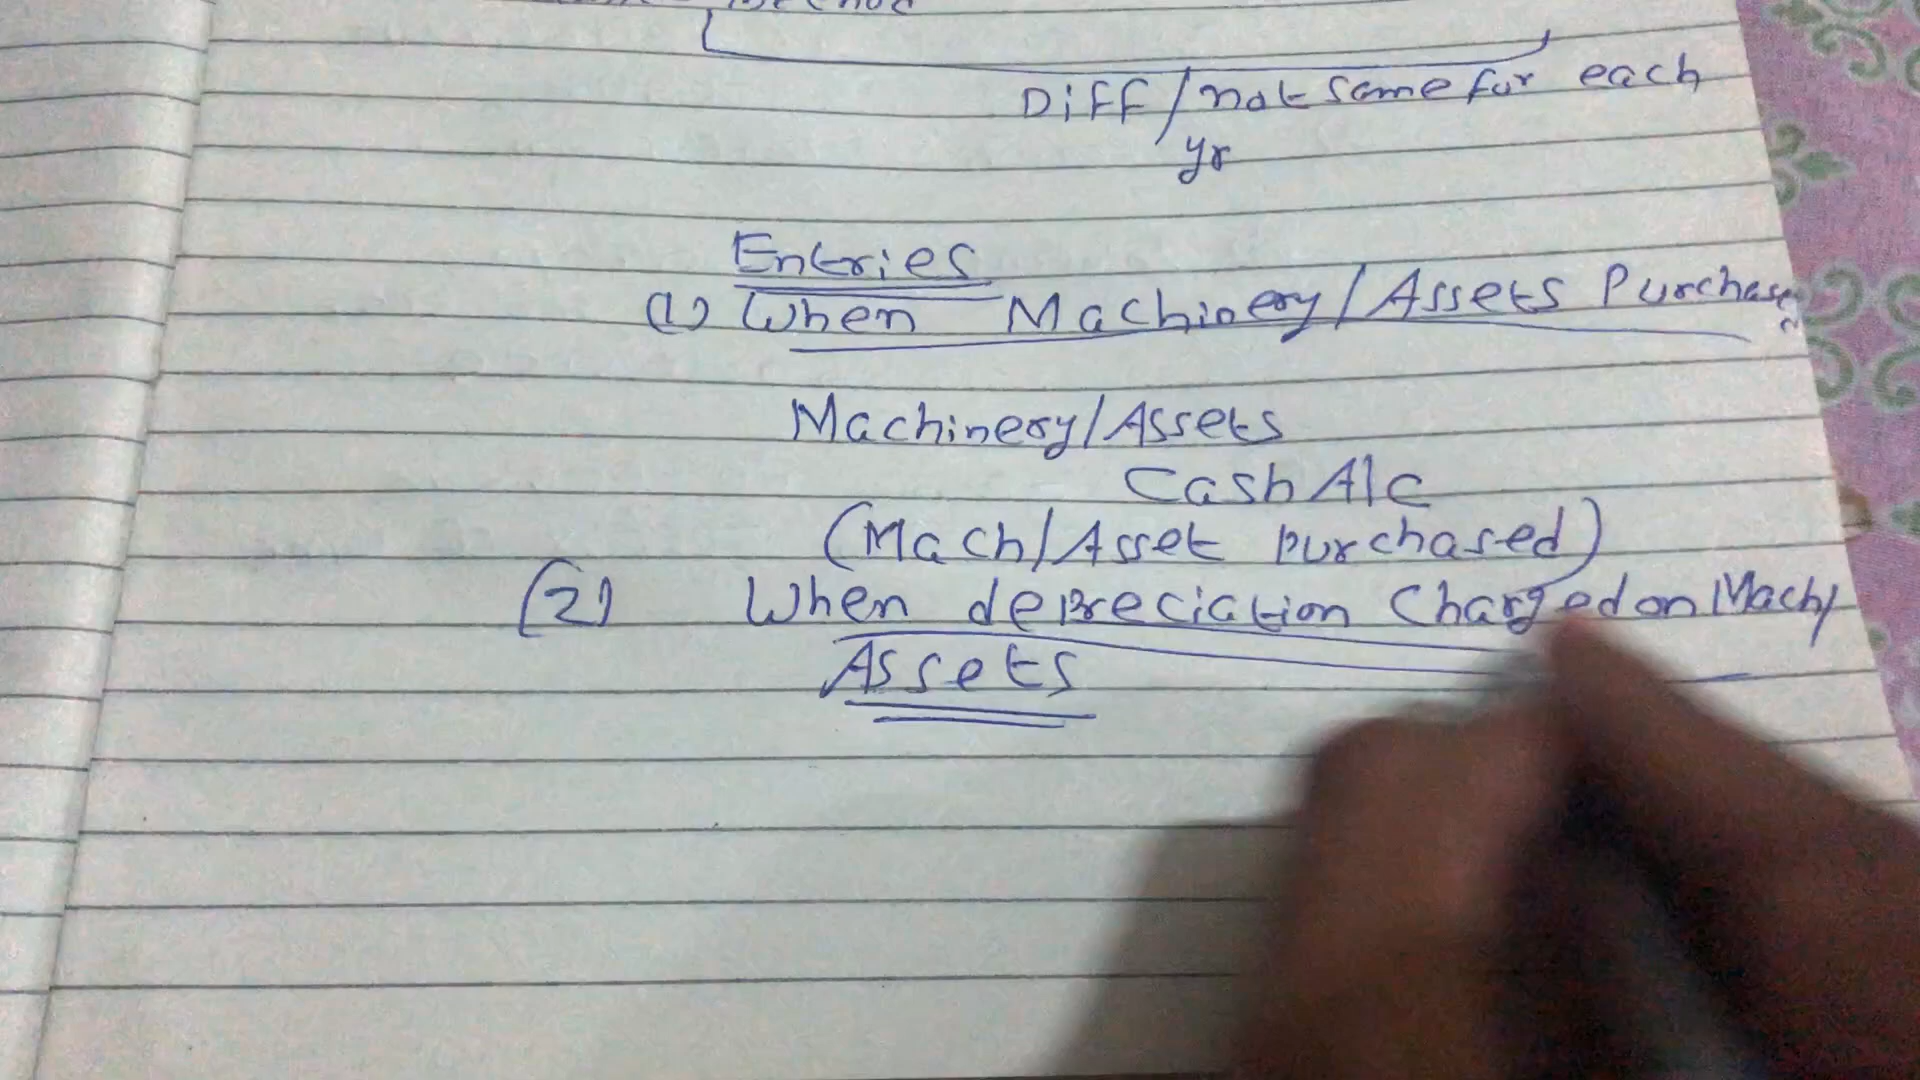 Method
Diff/not same for each
yr
Entries
(1) When Machinery/Assets Purchase
Machinery/Assets
Cash A/c
(Mach/Asset purchased)
(2) When depreciation Charged on Mach/
Assets